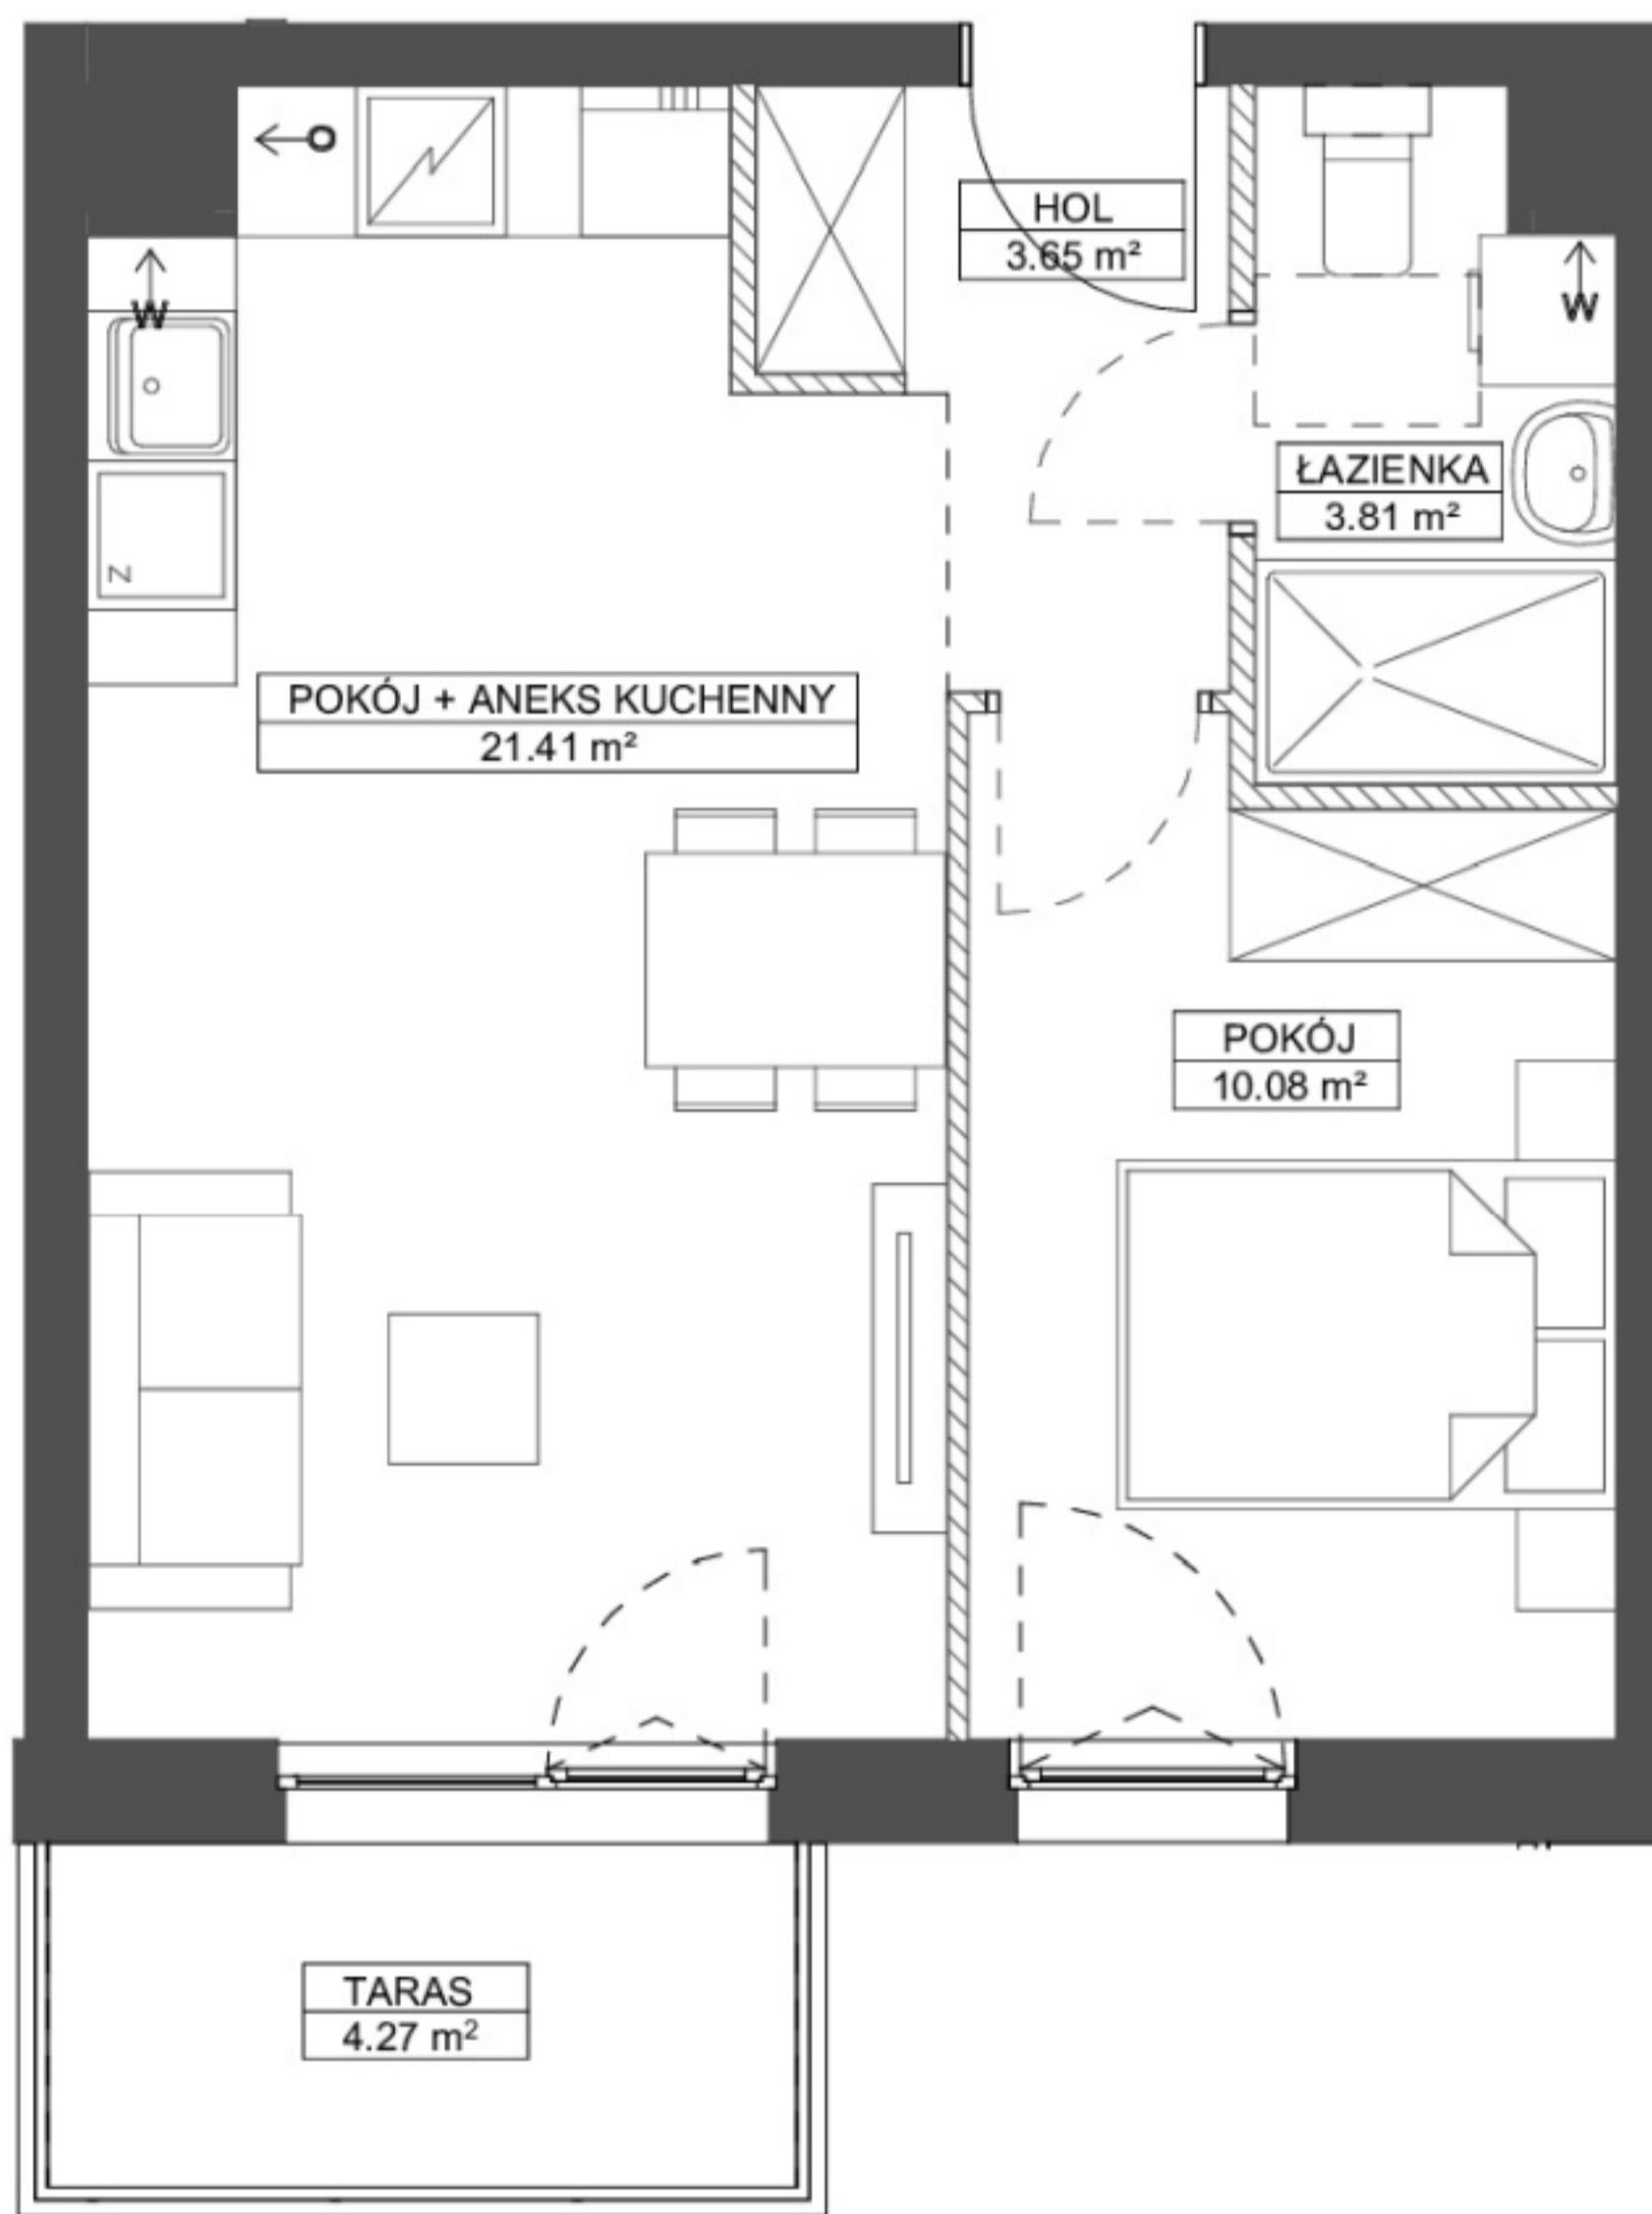 O
HOL
3.65 m²
W
W
ŁAZIENKA
3.81 m²
Z
POKÓJ + ANEKS KUCHENNY
21.41 m²
POKÓJ
10.08 m²
TARAS
4.27 m²